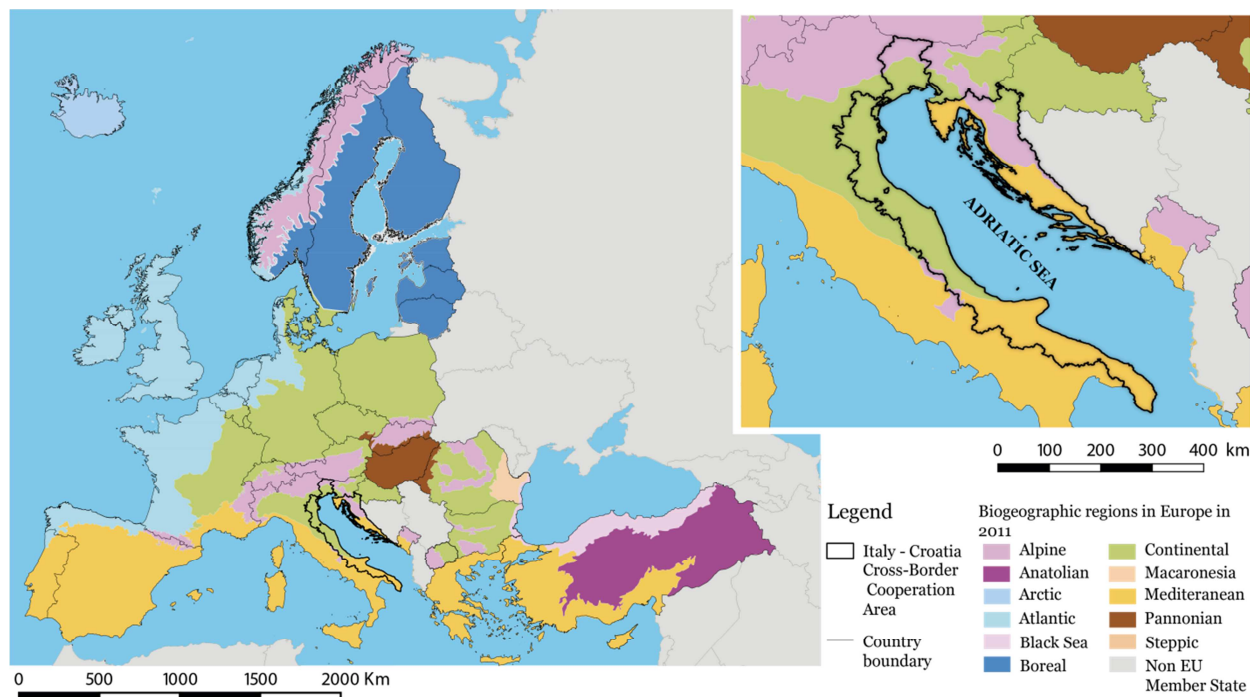 ADRIATIC SEA
0 100 200 300 400 km
Legend
Italy - Croatia
Cross-Border
Cooperation
Area
Country
boundary
Biogeographic regions in Europe in
2011
Alpine
Anatolian
Arctic
Atlantic
Black Sea
Boreal
Continental
Macaronesia
Mediteranean
Pannonian
Steppic
Non EU
Member State
0 500 1000 1500 2000 Km